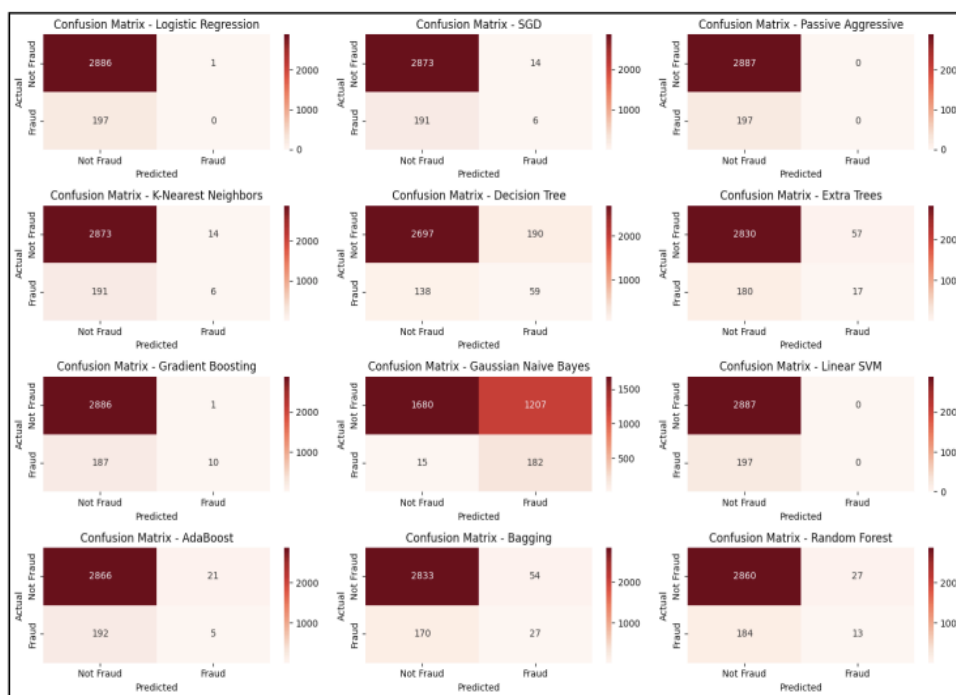 Confusion Matrix - Logistic Regression
Actual
Not Fraud
Fraud
2886
1
197
0
2000
1000
0
Not Fraud
Fraud
Predicted
Confusion Matrix - SGD
Actual
Not Fraud
Fraud
2873
14
191
6
2000
1000
Not Fraud
Fraud
Predicted
Confusion Matrix - Passive Aggressive
Actual
Not Fraud
Fraud
2887
0
197
0
2000
1000
0
Not Fraud
Fraud
Predicted
Confusion Matrix - K-Nearest Neighbors
Actual
Not Fraud
Fraud
2873
14
191
6
2000
1000
Not Fraud
Fraud
Predicted
Confusion Matrix - Decision Tree
Actual
Not Fraud
Fraud
2697
190
138
59
2000
1000
Not Fraud
Fraud
Predicted
Confusion Matrix - Extra Trees
Actual
Not Fraud
Fraud
2830
57
180
17
2000
1000
Not Fraud
Fraud
Predicted
Confusion Matrix - Gradient Boosting
Actual
Not Fraud
Fraud
2886
1
187
10
2000
1000
Not Fraud
Fraud
Predicted
Confusion Matrix - Gaussian Naive Bayes
Actual
Not Fraud
Fraud
1680
1207
15
182
1500
1000
500
Not Fraud
Fraud
Predicted
Confusion Matrix - Linear SVM
Actual
Not Fraud
Fraud
2887
0
197
0
2000
1000
0
Not Fraud
Fraud
Predicted
Confusion Matrix - AdaBoost
Actual
Not Fraud
Fraud
2866
21
192
5
2000
1000
Not Fraud
Fraud
Predicted
Confusion Matrix - Bagging
Actual
Not Fraud
Fraud
2833
54
170
27
2000
1000
Not Fraud
Fraud
Predicted
Confusion Matrix - Random Forest
Actual
Not Fraud
Fraud
2860
27
184
13
2000
1000
Not Fraud
Fraud
Predicted